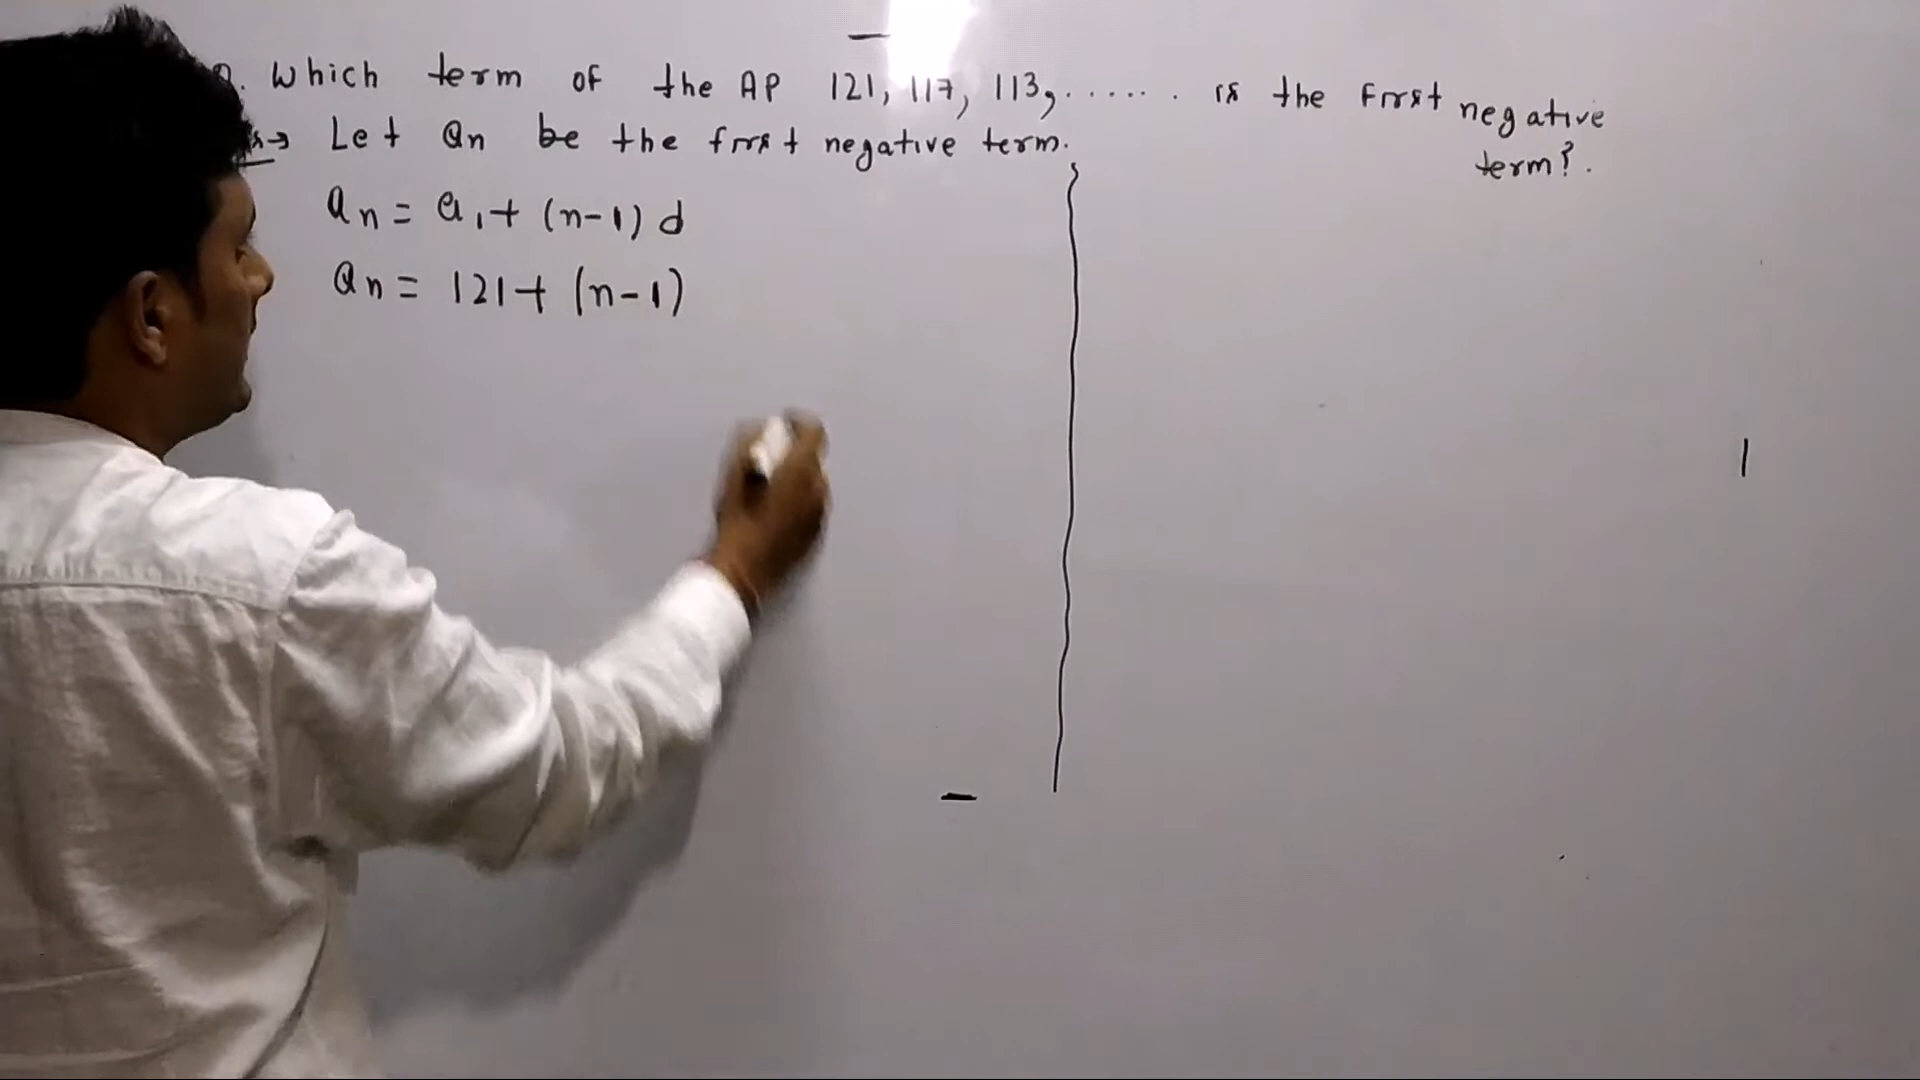 Q. Which term of the AP 121, 117, 113,....... is the first negative term?.
Let an be the first negative term.
an = a1 + (n-1) d
an = 121 + (n-1)